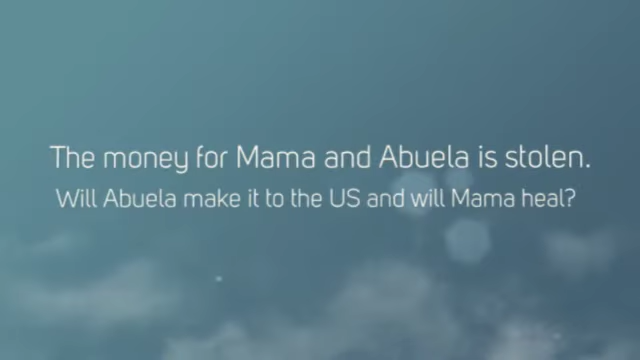 The money for Mama and Abuela is stolen.
Will Abuela make it to the US and will Mama heal?